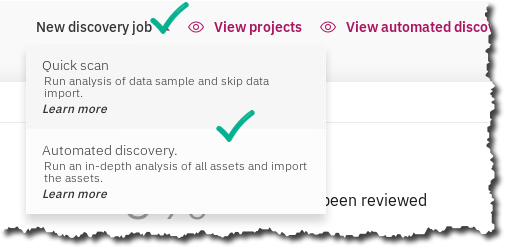 New discovery job
View projects
View automated disco
Quick scan
Run analysis of data sample and skip data
import.
Learn more
Automated discovery.
Run an in-depth analysis of all assets and import
the assets.
Learn more
been reviewed